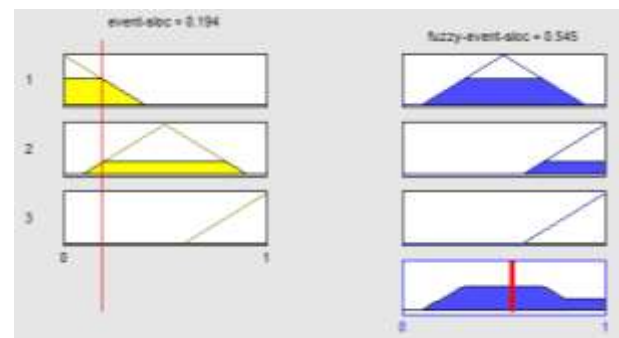 event-aloc = 0.194
fuzzy-event-aloc = 0.545
1
2
3
0 1
0 1